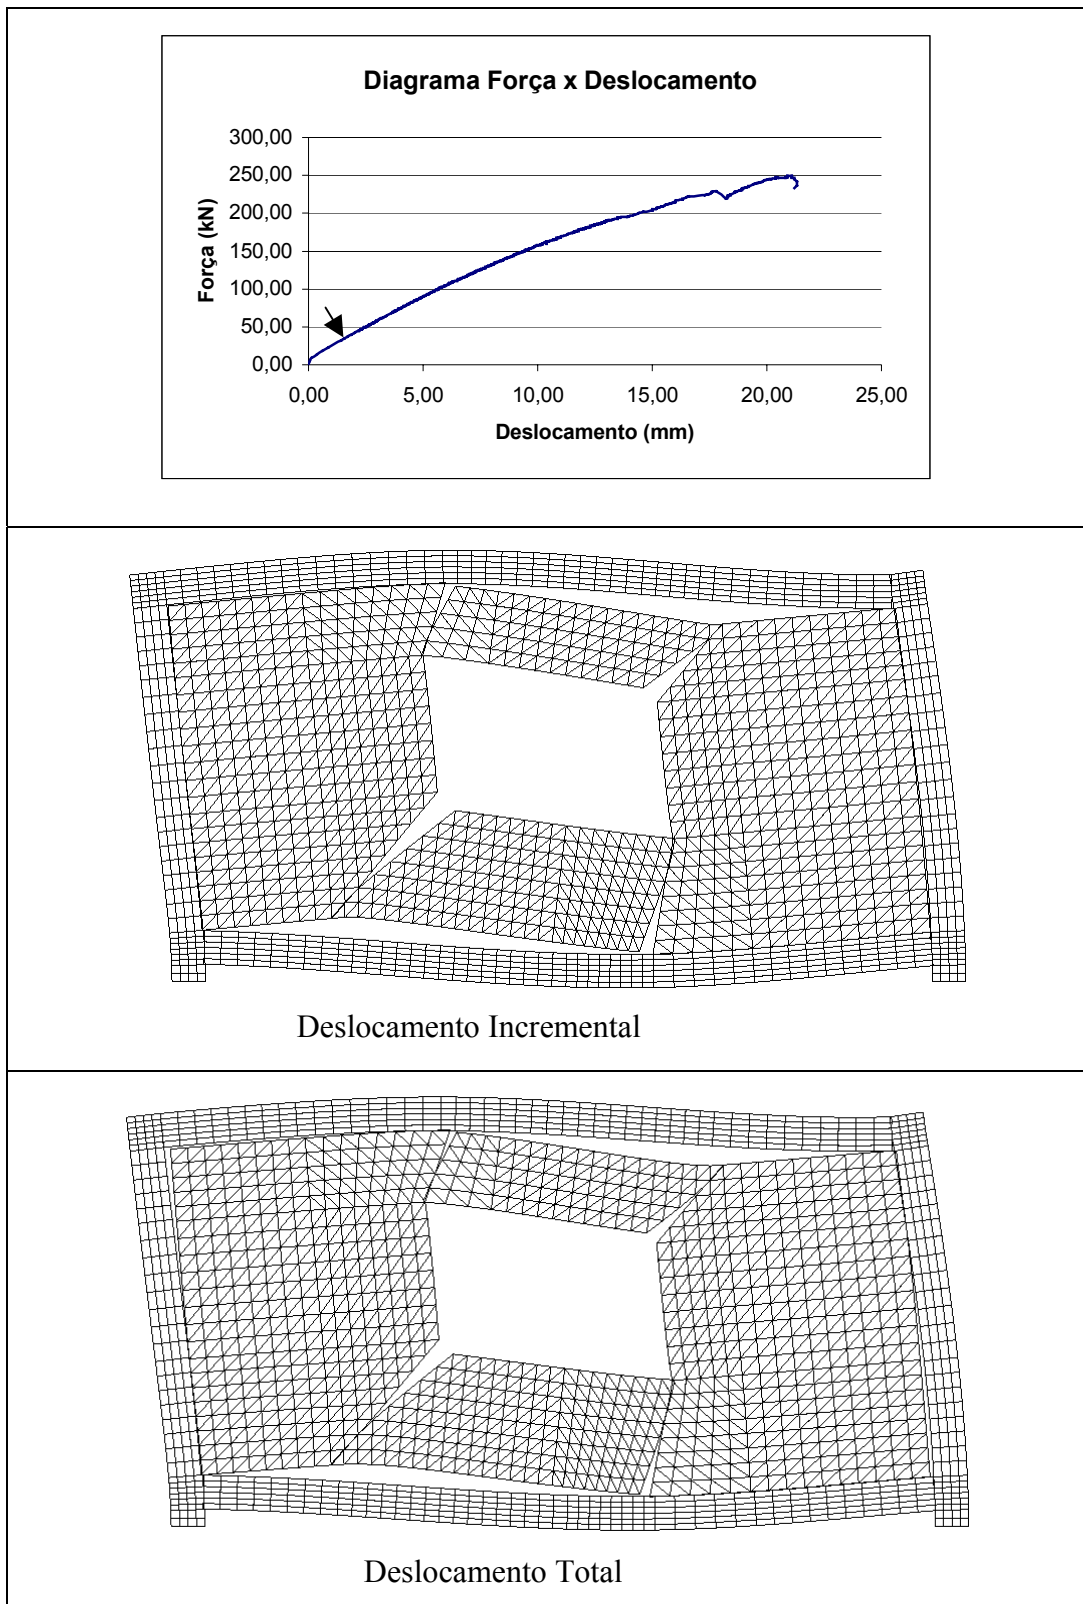 Diagrama Força x Deslocamento
300,00
250,00
200,00
150,00
100,00
50,00
0,00
Força (kN)
0,00 5,00 10,00 15,00 20,00 25,00
Deslocamento (mm)
Deslocamento Incremental
Deslocamento Total